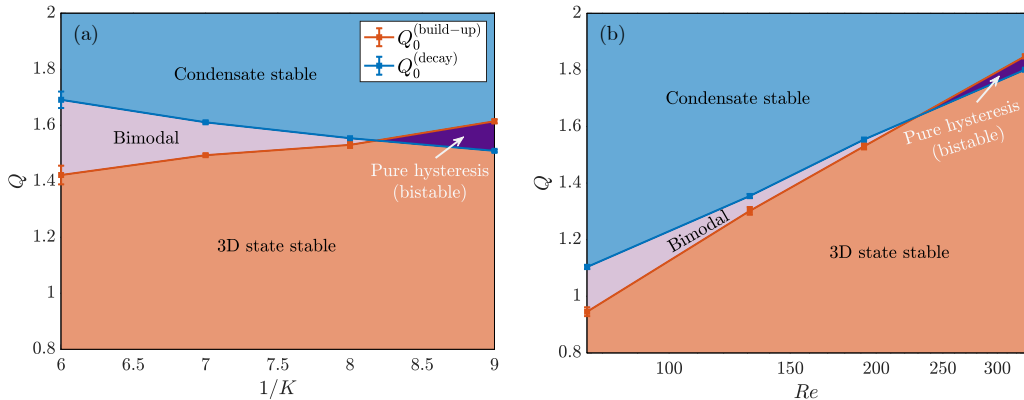 (a)
Q₀^(build−up)
Q₀^(decay)
Condensate stable
Bimodal
Pure hysteresis
(bistable)
3D state stable
2
1.8
1.6
1.4
1.2
1
0.8
Q
6
6.5
7
7.5
8
8.5
9
1/K
(b)
Condensate stable
Pure hysteresis
(bistable)
Bimodal
3D state stable
2
1.8
1.6
1.4
1.2
1
0.8
Q
100
150
200
250
300
Re